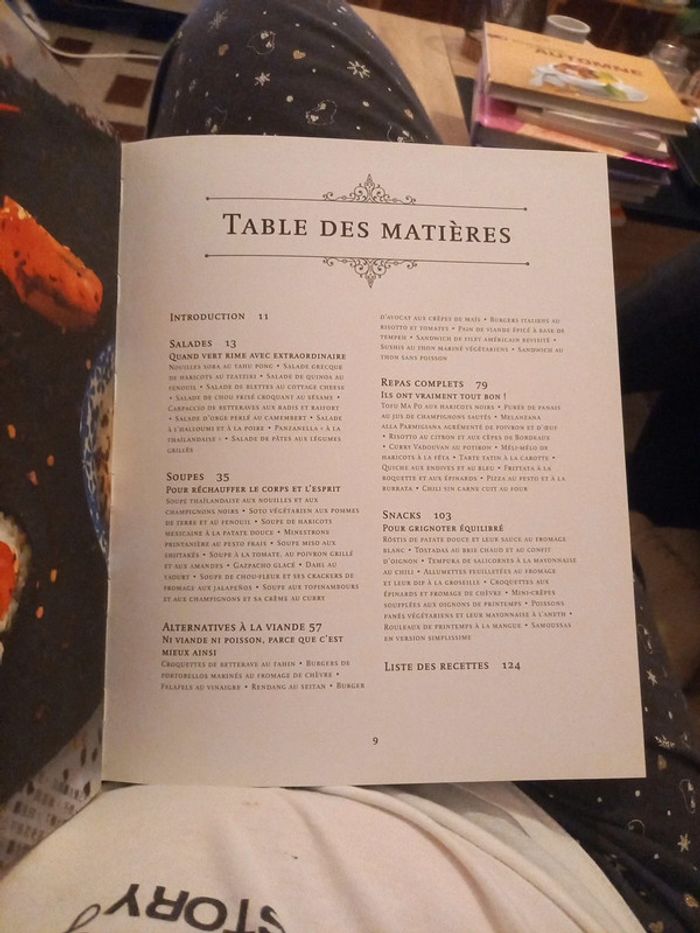 AUTOMNE
TABLE DES MATIÈRES
INTRODUCTION 11
SALADES 13
QUAND VERT RIME AVEC EXTRAORDINAIRE
NOUILLES SOBA AU YAHU PONG • SALADE GRECQUE
DE HARICOTS AU TZATZIKI • SALADE DE QUINOA AU
FENOUIL • SALADE DE BLETTES AU COTTAGE CHEESE
• SALADE DE CHOU FRISÉ CROQUANT AU SÉSAME •
CARPACCIO DE BETTERAVES AUX RADIS ET RAIFORT
• SALADE D'ORGE PERLÉ AU CAMEMBERT • SALADE
À L'HALLOUMI ET À LA POIRE • PANZANELLA « À LA
THAÏLANDAISE » • SALADE DE PÂTES AUX LÉGUMES
GRILLÉS
SOUPES 35
POUR RÉCHAUFFER LE CORPS ET L'ESPRIT
SOUPE THAÏLANDAISE AUX NOUILLES ET AUX
CHAMPIGNONS NOIRS • SOTO VÉGÉTARIEN AUX POMMES
DE TERRE ET AU FENOUIL • SOUPE DE HARICOTS
MEXICAINE À LA PATATE DOUCE • MINESTRONE
PRINTANIÈRE AU PESTO FRAIS • SOUPE MISO AUX
SHIITAKÉS • SOUPE À LA TOMATE, AU POIVRON GRILLÉ
ET AUX AMANDES • GAZPACHO GLACÉ • DAHL AU
YAOURT • SOUPE DE CHOU-FLEUR ET SES CRACKERS DE
FROMAGE AUX JALAPEÑOS • SOUPE AUX TOPINAMBOURS
ET AUX CHAMPIGNONS ET SA CRÈME AU CURRY
ALTERNATIVES À LA VIANDE 57
NI VIANDE NI POISSON, PARCE QUE C'EST
MIEUX AINSI
CROQUETTES DE BETTERAVE AU TAHIN • BURGERS DE
PORTOBELLOS MARINÉS AU FROMAGE DE CHÈVRE •
FELAFELS AU VINAIGRE • RENDANG AU SEITAN • BURGER
D'AVOCAT AUX CRÊPES DE MAÏS • BURGERS ITALIENS AU
RISOTTO ET TOMATES • PAIN DE VIANDE ÉPICÉ À BASE DE
TEMPEH • SANDWICH DE FILET AMÉRICAIN REVISITÉ •
SUSHIS AU THON MARINÉ VÉGÉTARIENS • SANDWICH AU
THON SANS POISSON
REPAS COMPLETS 79
ILS ONT VRAIMENT TOUT BON !
TOFU MA PO AUX HARICOTS NOIRS • PURÉE DE PANAIS
AU JUS DE CHAMPIGNONS SAUTÉS • MELANZANA
ALLA PARMIGIANA AGRÉMENTÉ DE POIVRON ET D'ŒUF
• RISOTTO AU CITRON ET AUX CÈPES DE BORDEAUX
• CURRY VADOUVAN AU POTIRON • MÉLI-MÉLO DE
HARICOTS À LA FÊTA • TARTE TATIN À LA CAROTTE •
QUICHE AUX ENDIVES ET AU BLEU • FRITTATA À LA
ROQUETTE ET AUX ÉPINARDS • PIZZA AU PESTO ET À LA
BURRATA • CHILI SIN CARNE CUIT AU FOUR
SNACKS 103
POUR GRIGNOTER ÉQUILIBRÉ
RÖSTIS DE PATATE DOUCE ET LEUR SAUCE AU FROMAGE
BLANC • TOSTADAS AU BRIE CHAUD ET AU CONFIT
D'OIGNON • TEMPURA DE SALICORNES À LA MAYONNAISE
AU CHILI • ALLUMETTES FEUILLETÉES AU FROMAGE
ET LEUR DIP À LA GROSEILLE • CROQUETTES AUX
ÉPINARDS ET FROMAGE DE CHÈVRE • MINI-CRÊPES
SOUFFLÉES AUX OIGNONS DE PRINTEMPS • POISSONS
PANÉS VÉGÉTARIENS ET LEUR MAYONNAISE À L'ANETH •
ROULEAUX DE PRINTEMPS À LA MANGUE • SAMOUSSAS
EN VERSION SIMPLISSIME
LISTE DES RECETTES 124
9
STORY